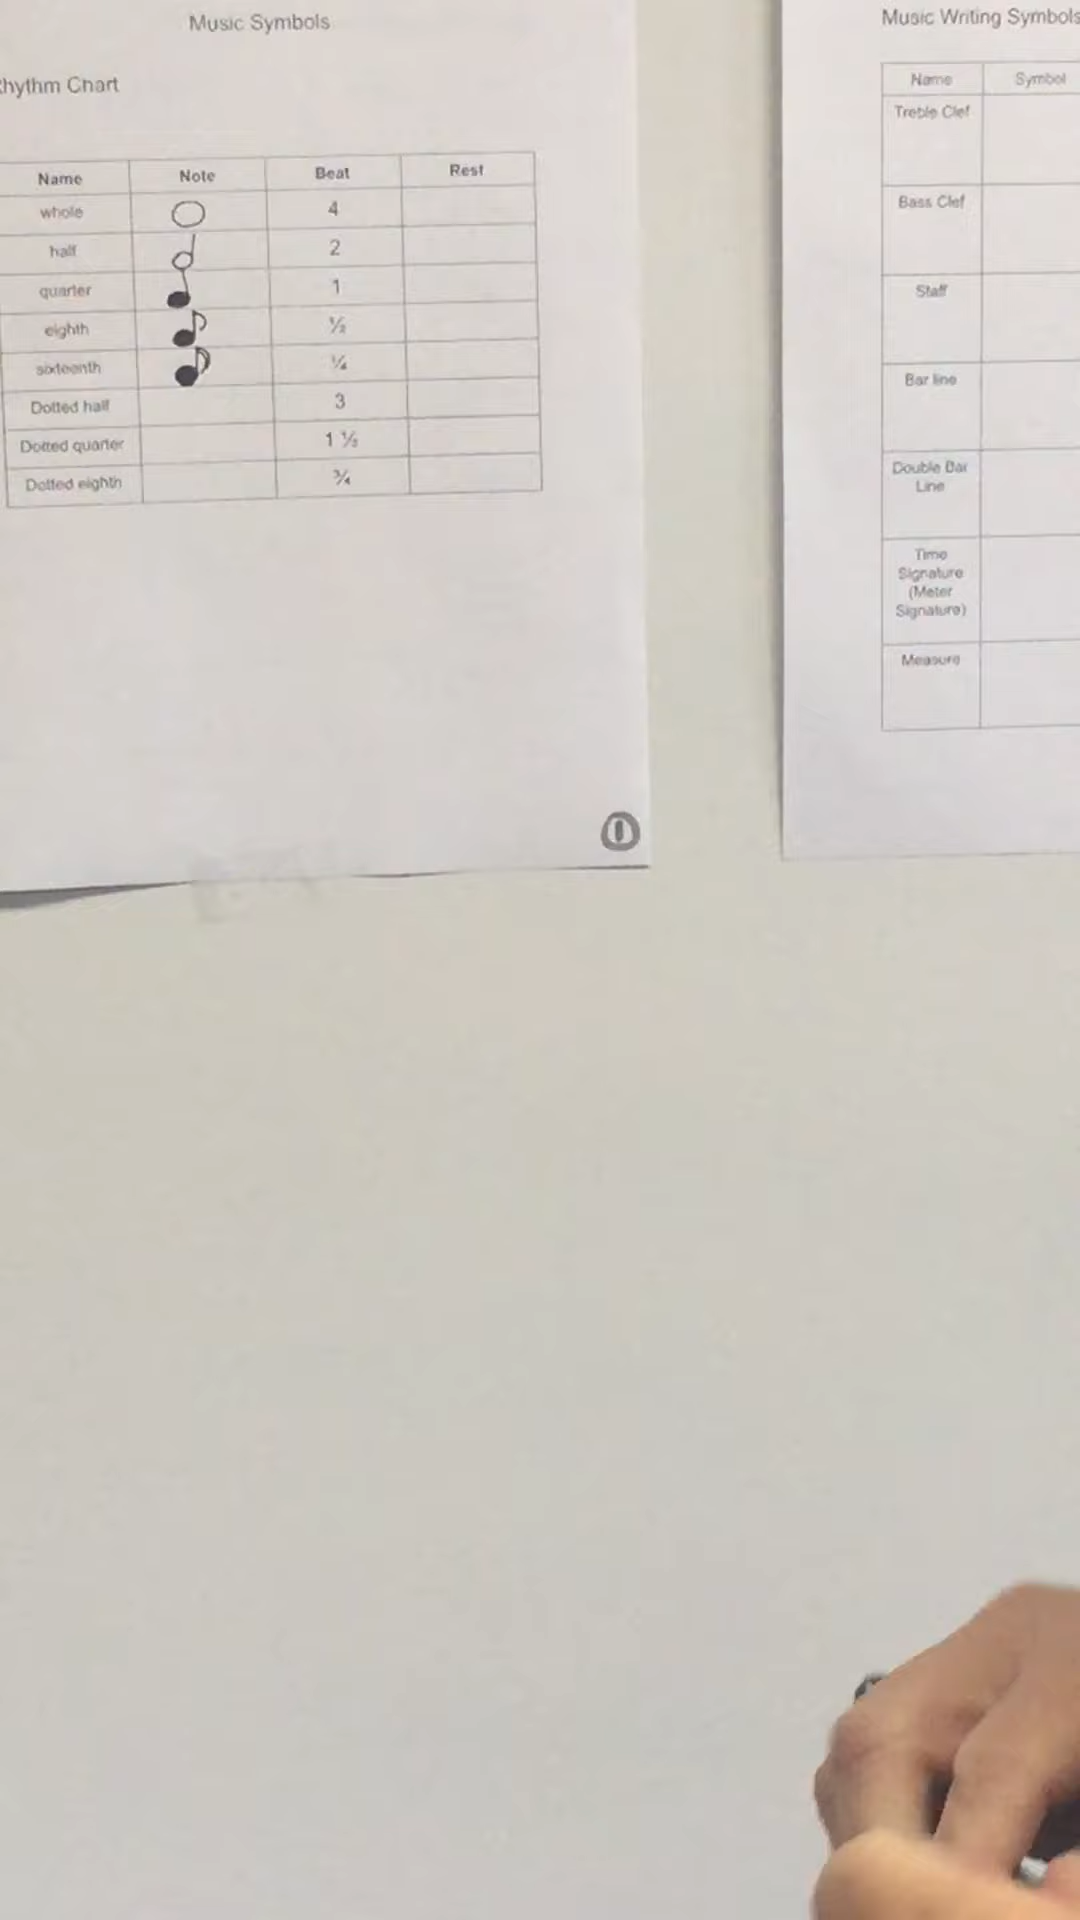 Music Symbols
Rhythm Chart
Name Note Beat Rest
whole 4
half 2
quarter 1
eighth ½
sixteenth ¼
Dotted half 3
Dotted quarter 1 ½
Dotted eighth ¾
Music Writing Symbols
Name Symbol
Treble Clef
Bass Clef
Staff
Bar line
Double Bar
Line
Time
Signature
(Meter
Signature)
Measure